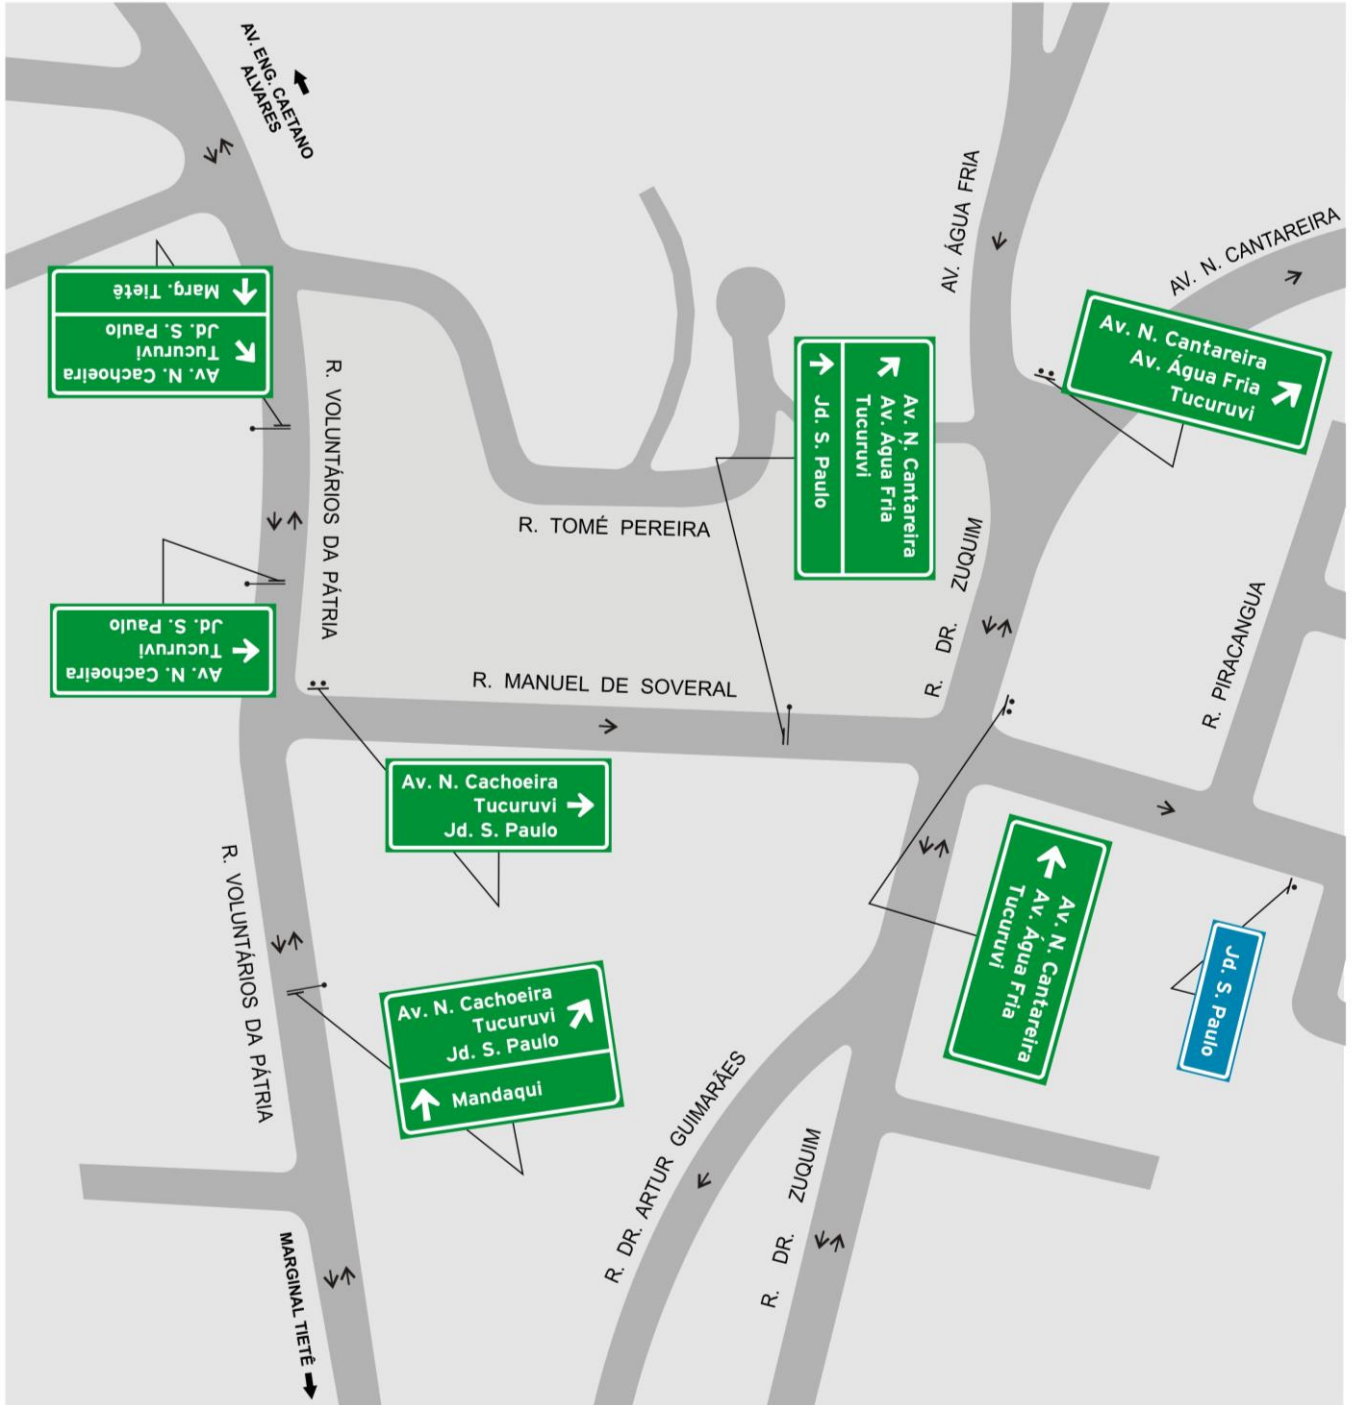 AV. ENG. CAETANO
ALVARES
AV. ÁGUA FRIA
AV. N. CANTAREIRA
Marg. Tietê
Av. N. Cachoeira
Tucuruvi
Jd. S. Paulo
R. VOLUNTÁRIOS DA PÁTRIA
Av. N. Cantareira
Av. Água Fria
Tucuruvi
Jd. S. Paulo
Av. N. Cantareira
Av. Água Fria
Tucuruvi
R. TOMÉ PEREIRA
R. DR. ZUQUIM
R. PIRACANGUA
Av. N. Cachoeira
Tucuruvi
Jd. S. Paulo
R. MANUEL DE SOVERAL
Av. N. Cachoeira
Tucuruvi
Jd. S. Paulo
R. VOLUNTÁRIOS DA PÁTRIA
Av. N. Cantareira
Av. Água Fria
Tucuruvi
Jd. S. Paulo
Av. N. Cachoeira
Tucuruvi
Jd. S. Paulo
Mandaqui
R. DR. ARTUR GUIMARÃES
R. DR. ZUQUIM
MARGINAL TIETÊ